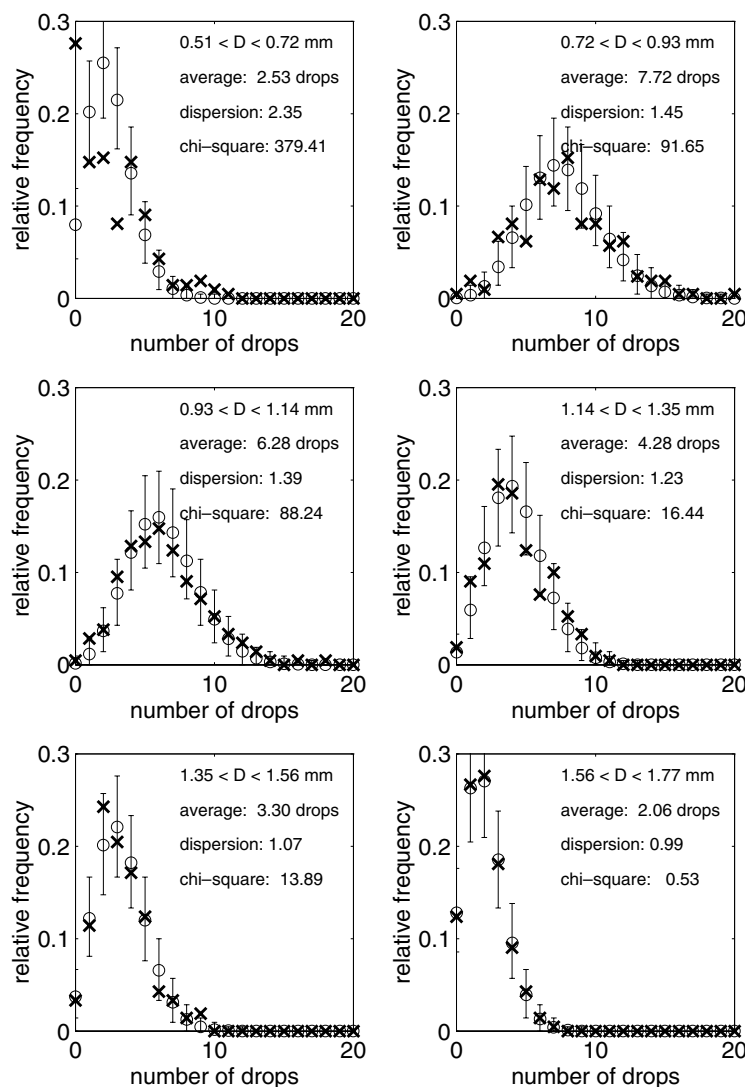 0.3
0.2
0.1
0
relative frequency
0.51 < D < 0.72 mm
average: 2.53 drops
dispersion: 2.35
chi−square: 379.41
0 10 20
number of drops
0.3
0.2
0.1
0
relative frequency
0.72 < D < 0.93 mm
average: 7.72 drops
dispersion: 1.45
chi−square: 91.65
0 10 20
number of drops
0.3
0.2
0.1
0
relative frequency
0.93 < D < 1.14 mm
average: 6.28 drops
dispersion: 1.39
chi−square: 88.24
0 10 20
number of drops
0.3
0.2
0.1
0
relative frequency
1.14 < D < 1.35 mm
average: 4.28 drops
dispersion: 1.23
chi−square: 16.44
0 10 20
number of drops
0.3
0.2
0.1
0
relative frequency
1.35 < D < 1.56 mm
average: 3.30 drops
dispersion: 1.07
chi−square: 13.89
0 10 20
number of drops
0.3
0.2
0.1
0
relative frequency
1.56 < D < 1.77 mm
average: 2.06 drops
dispersion: 0.99
chi−square: 0.53
0 10 20
number of drops